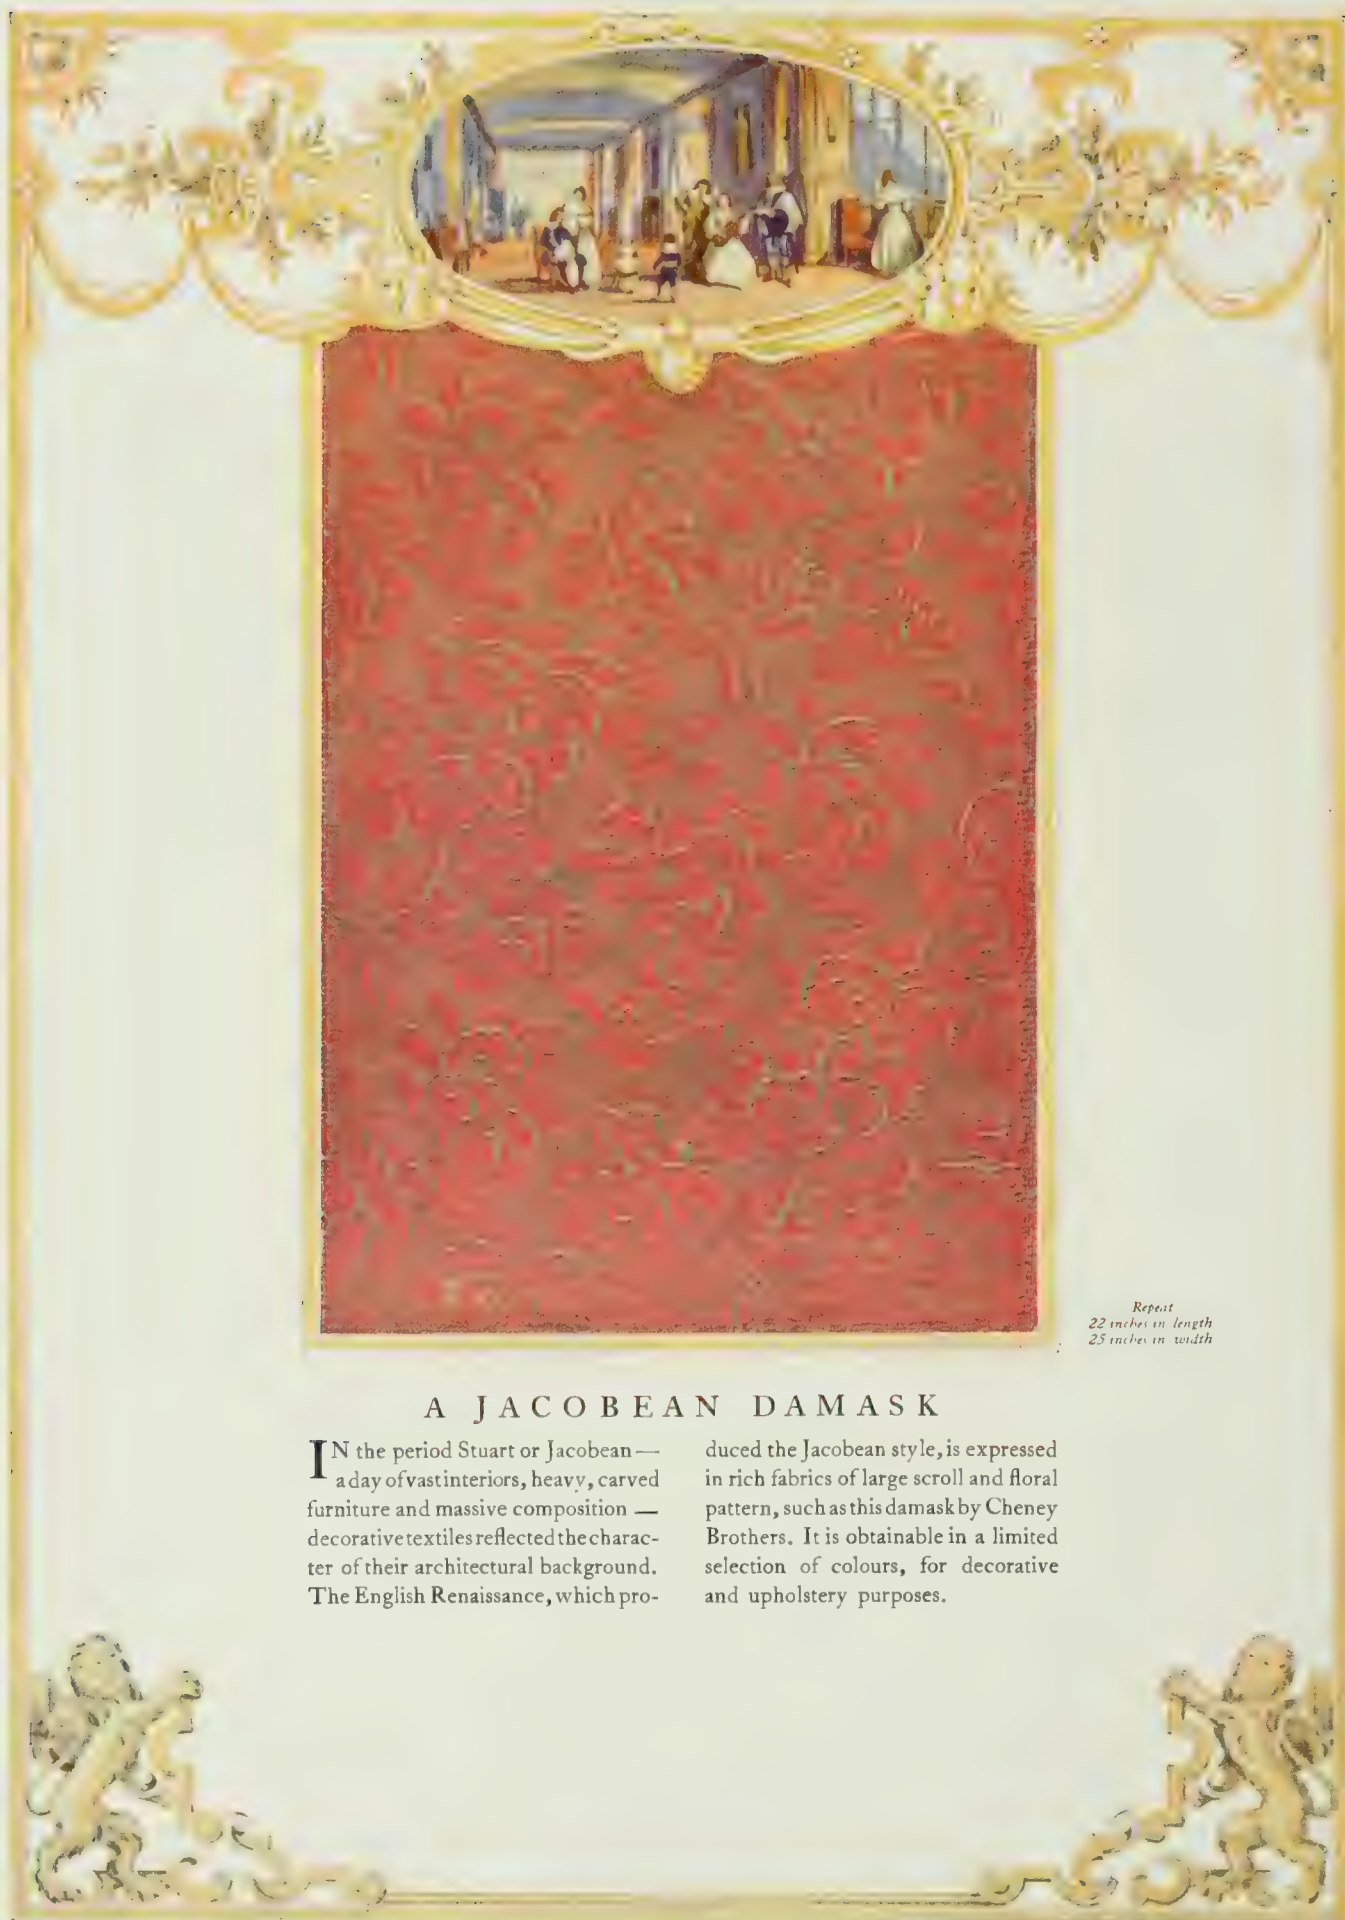 Repeat
22 inches in length
25 inches in width
A JACOBEAN DAMASK
IN the period Stuart or Jacobean—
a day of vast interiors, heavy, carved
furniture and massive composition —
decorative textiles reflected the charac-
ter of their architectural background.
The English Renaissance, which pro-
duced the Jacobean style, is expressed
in rich fabrics of large scroll and floral
pattern, such as this damask by Cheney
Brothers. It is obtainable in a limited
selection of colours, for decorative
and upholstery purposes.